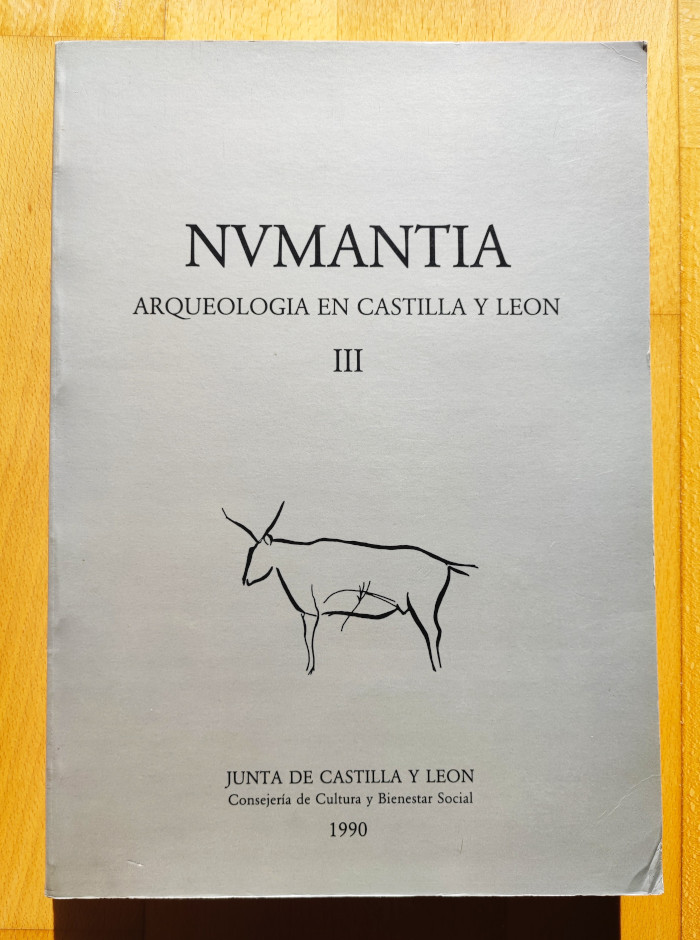 NVMANTIA
ARQUEOLOGIA EN CASTILLA Y LEON
III
JUNTA DE CASTILLA Y LEON
Consejería de Cultura y Bienestar Social
1990